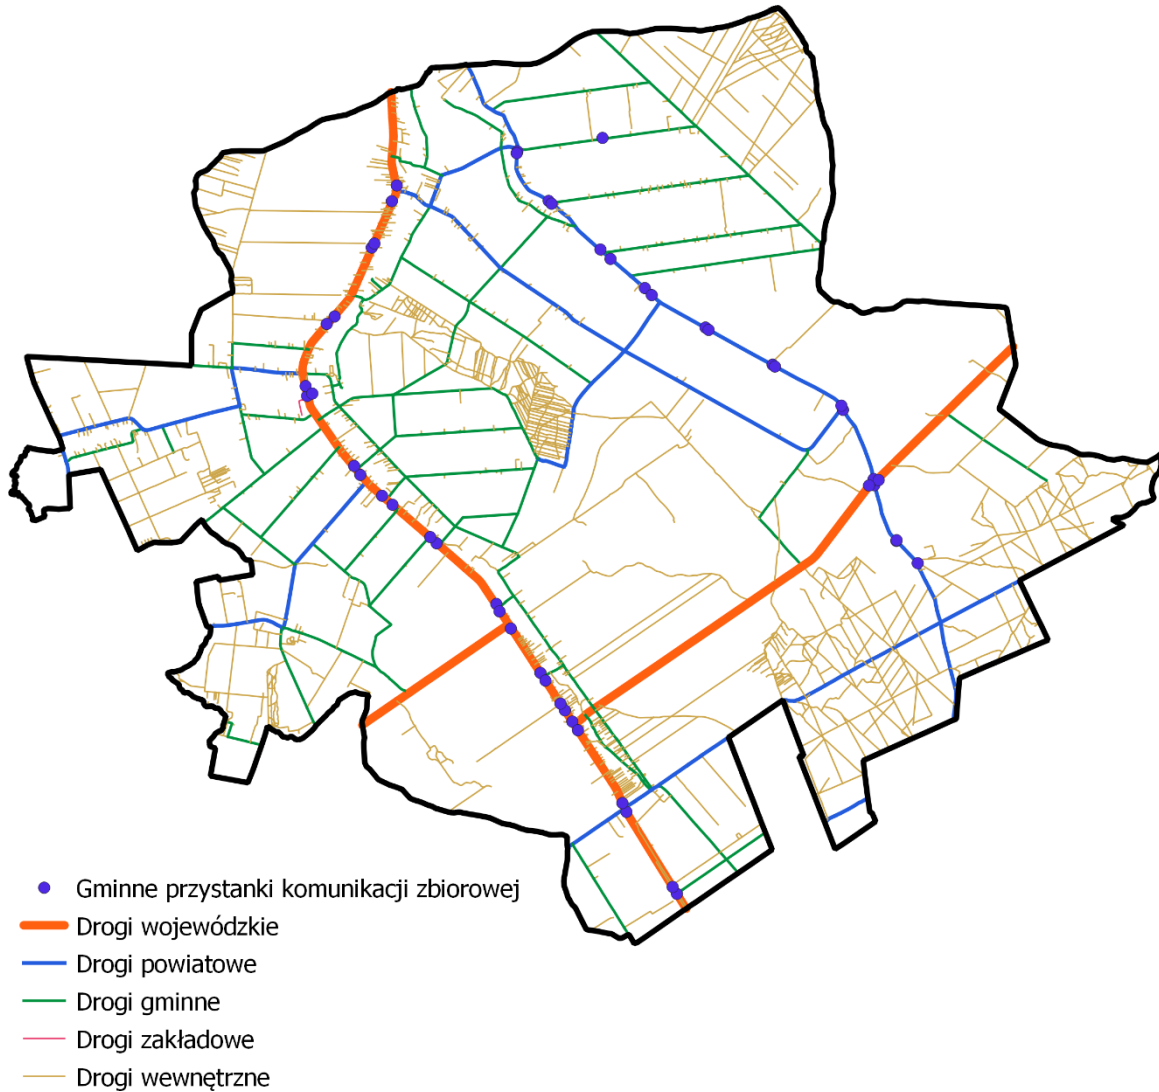 Gminne przystanki komunikacji zbiorowej
Drogi wojewódzkie
Drogi powiatowe
Drogi gminne
Drogi zakładowe
Drogi wewnętrzne